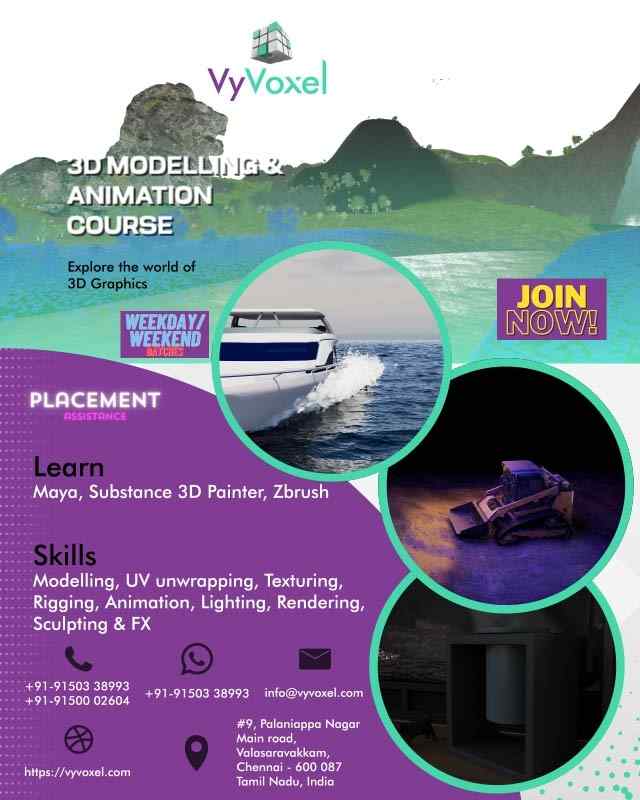 VyVoxel
3D MODELLING &
ANIMATION
COURSE
Explore the world of
3D Graphics
JOIN
NOW!
WEEKDAY/
WEEKEND
BATCHES
PLACEMENT
ASSISTANCE
Learn
Maya, Substance 3D Painter, Zbrush
Skills
Modelling, UV unwrapping, Texturing,
Rigging, Animation, Lighting, Rendering,
Sculpting & FX
+91-91503 38993
+91-91500 02604
+91-91503 38993
info@vyvoxel.com
https://vyvoxel.com
#9, Palaniappa Nagar
Main road,
Valasaravakkam,
Chennai - 600 087
Tamil Nadu, India